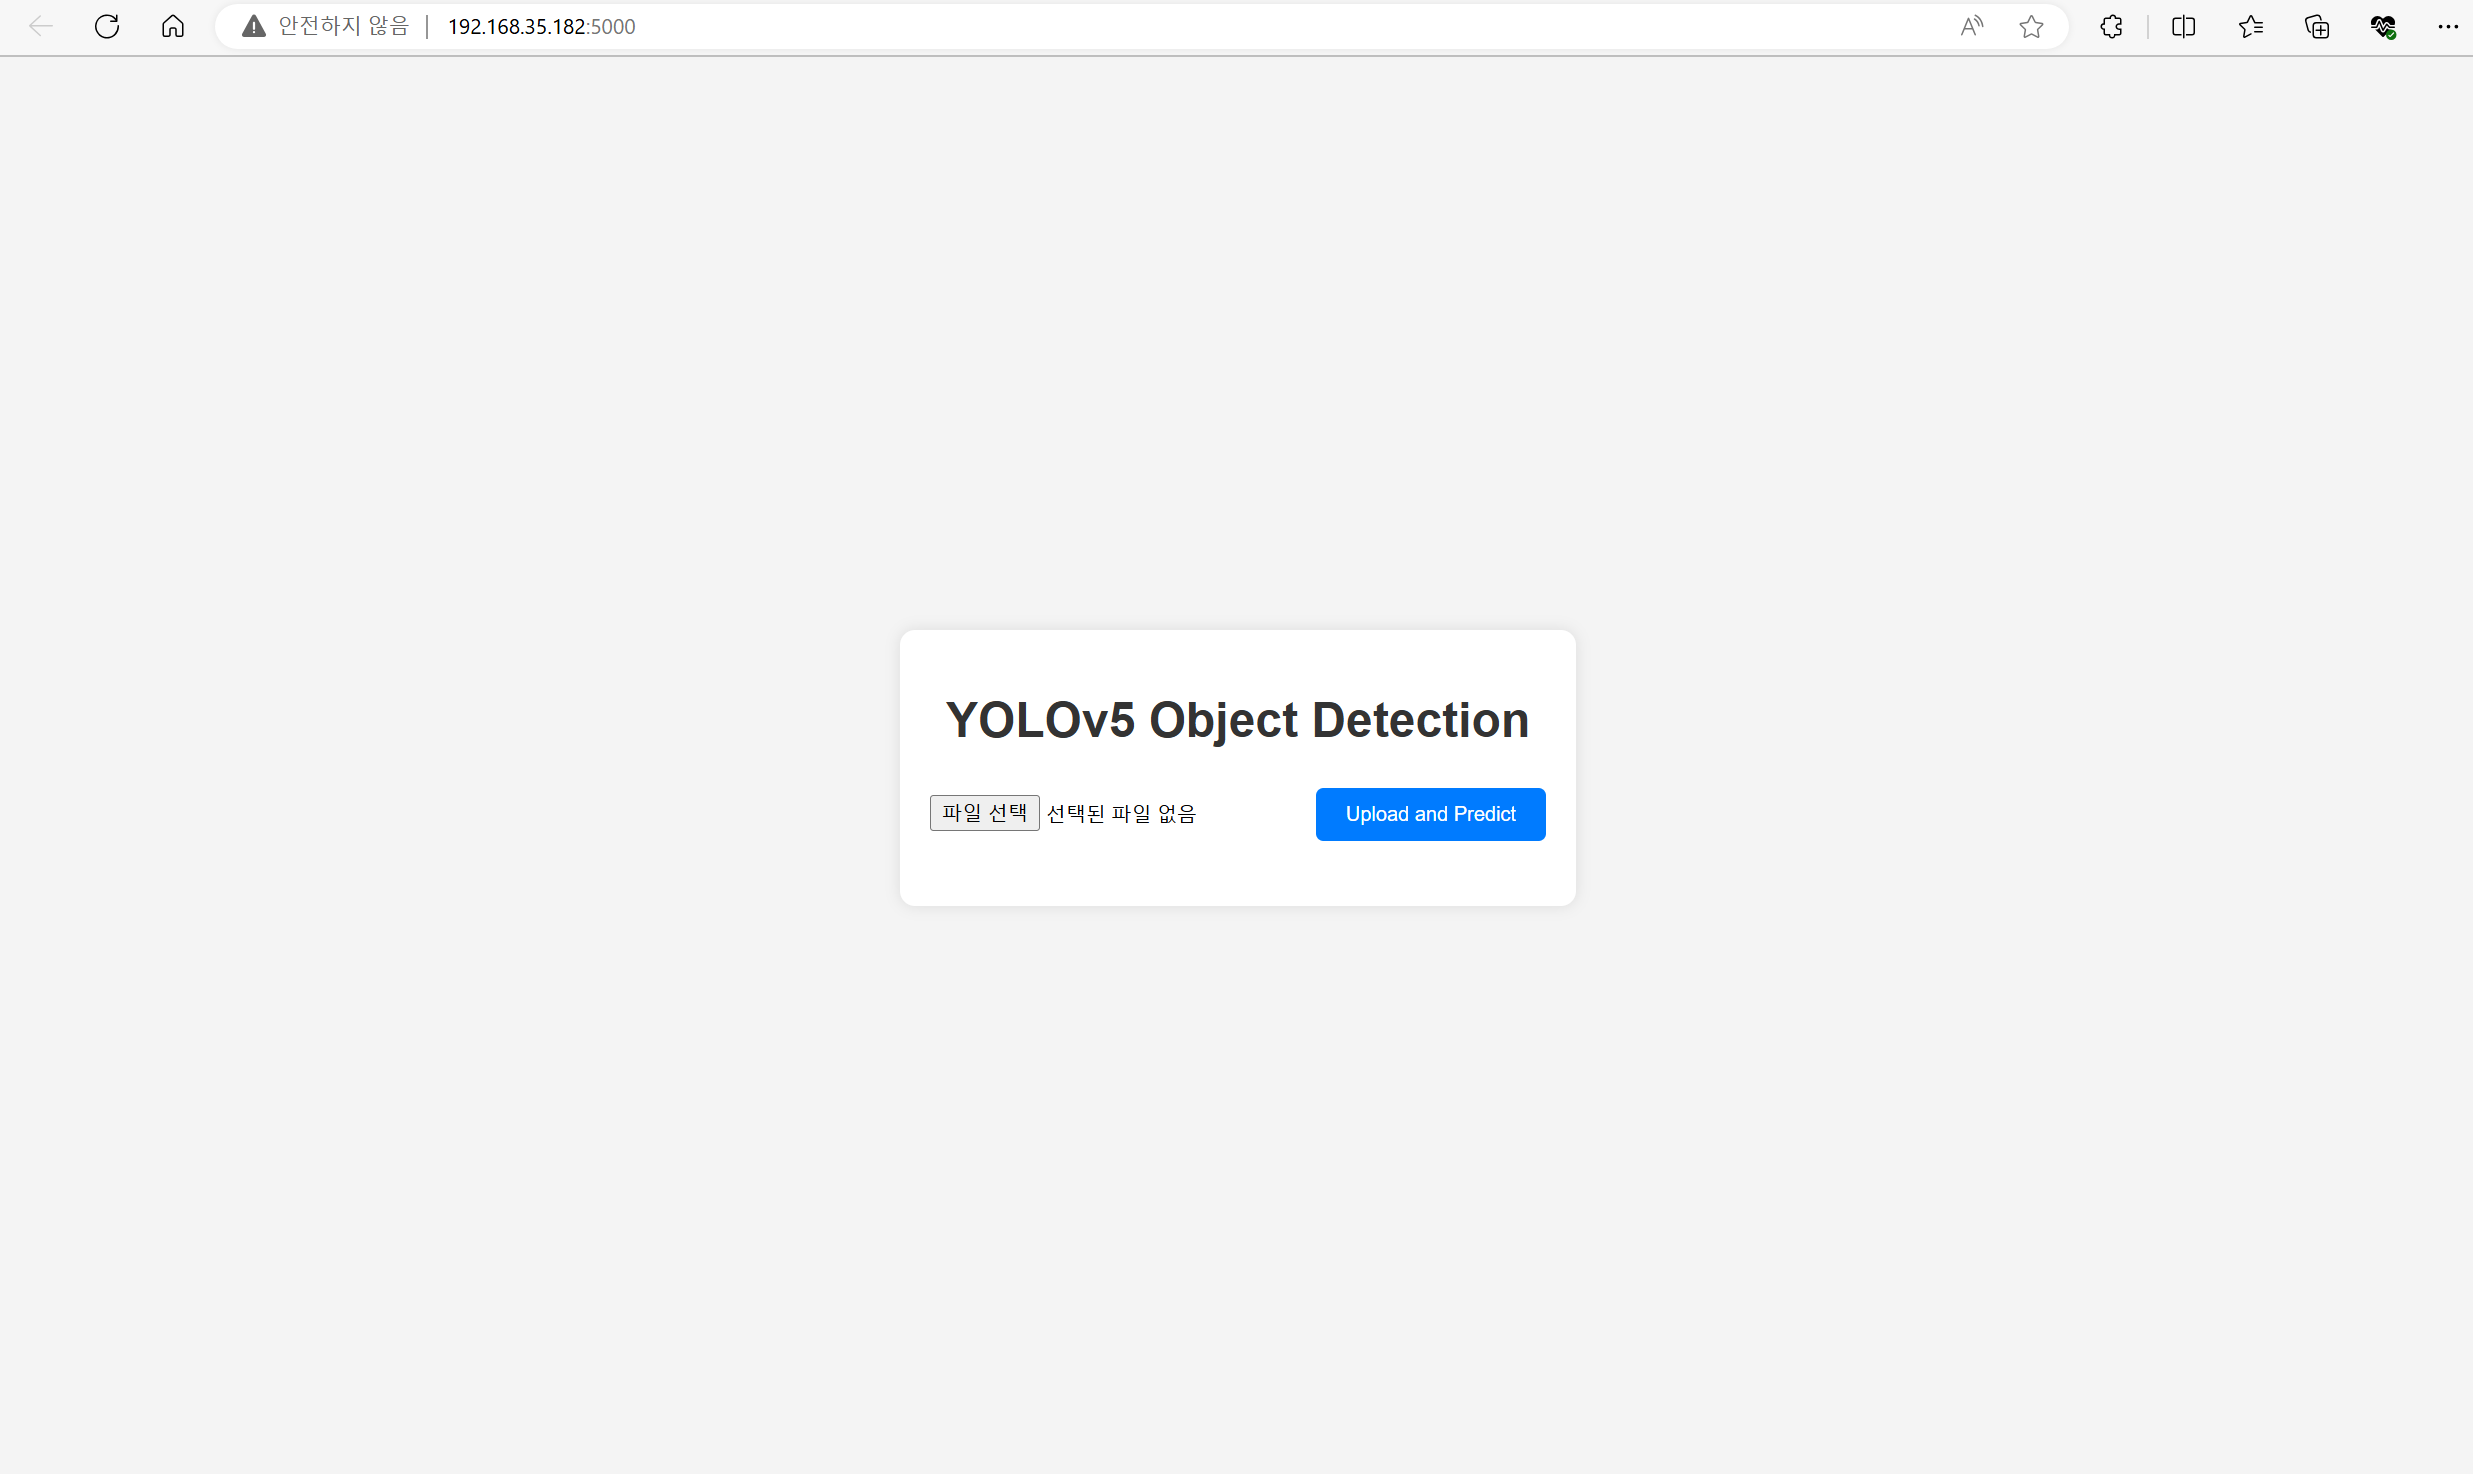 안전하지 않음 | 192.168.35.182:5000
YOLOv5 Object Detection
파일 선택 선택된 파일 없음 Upload and Predict